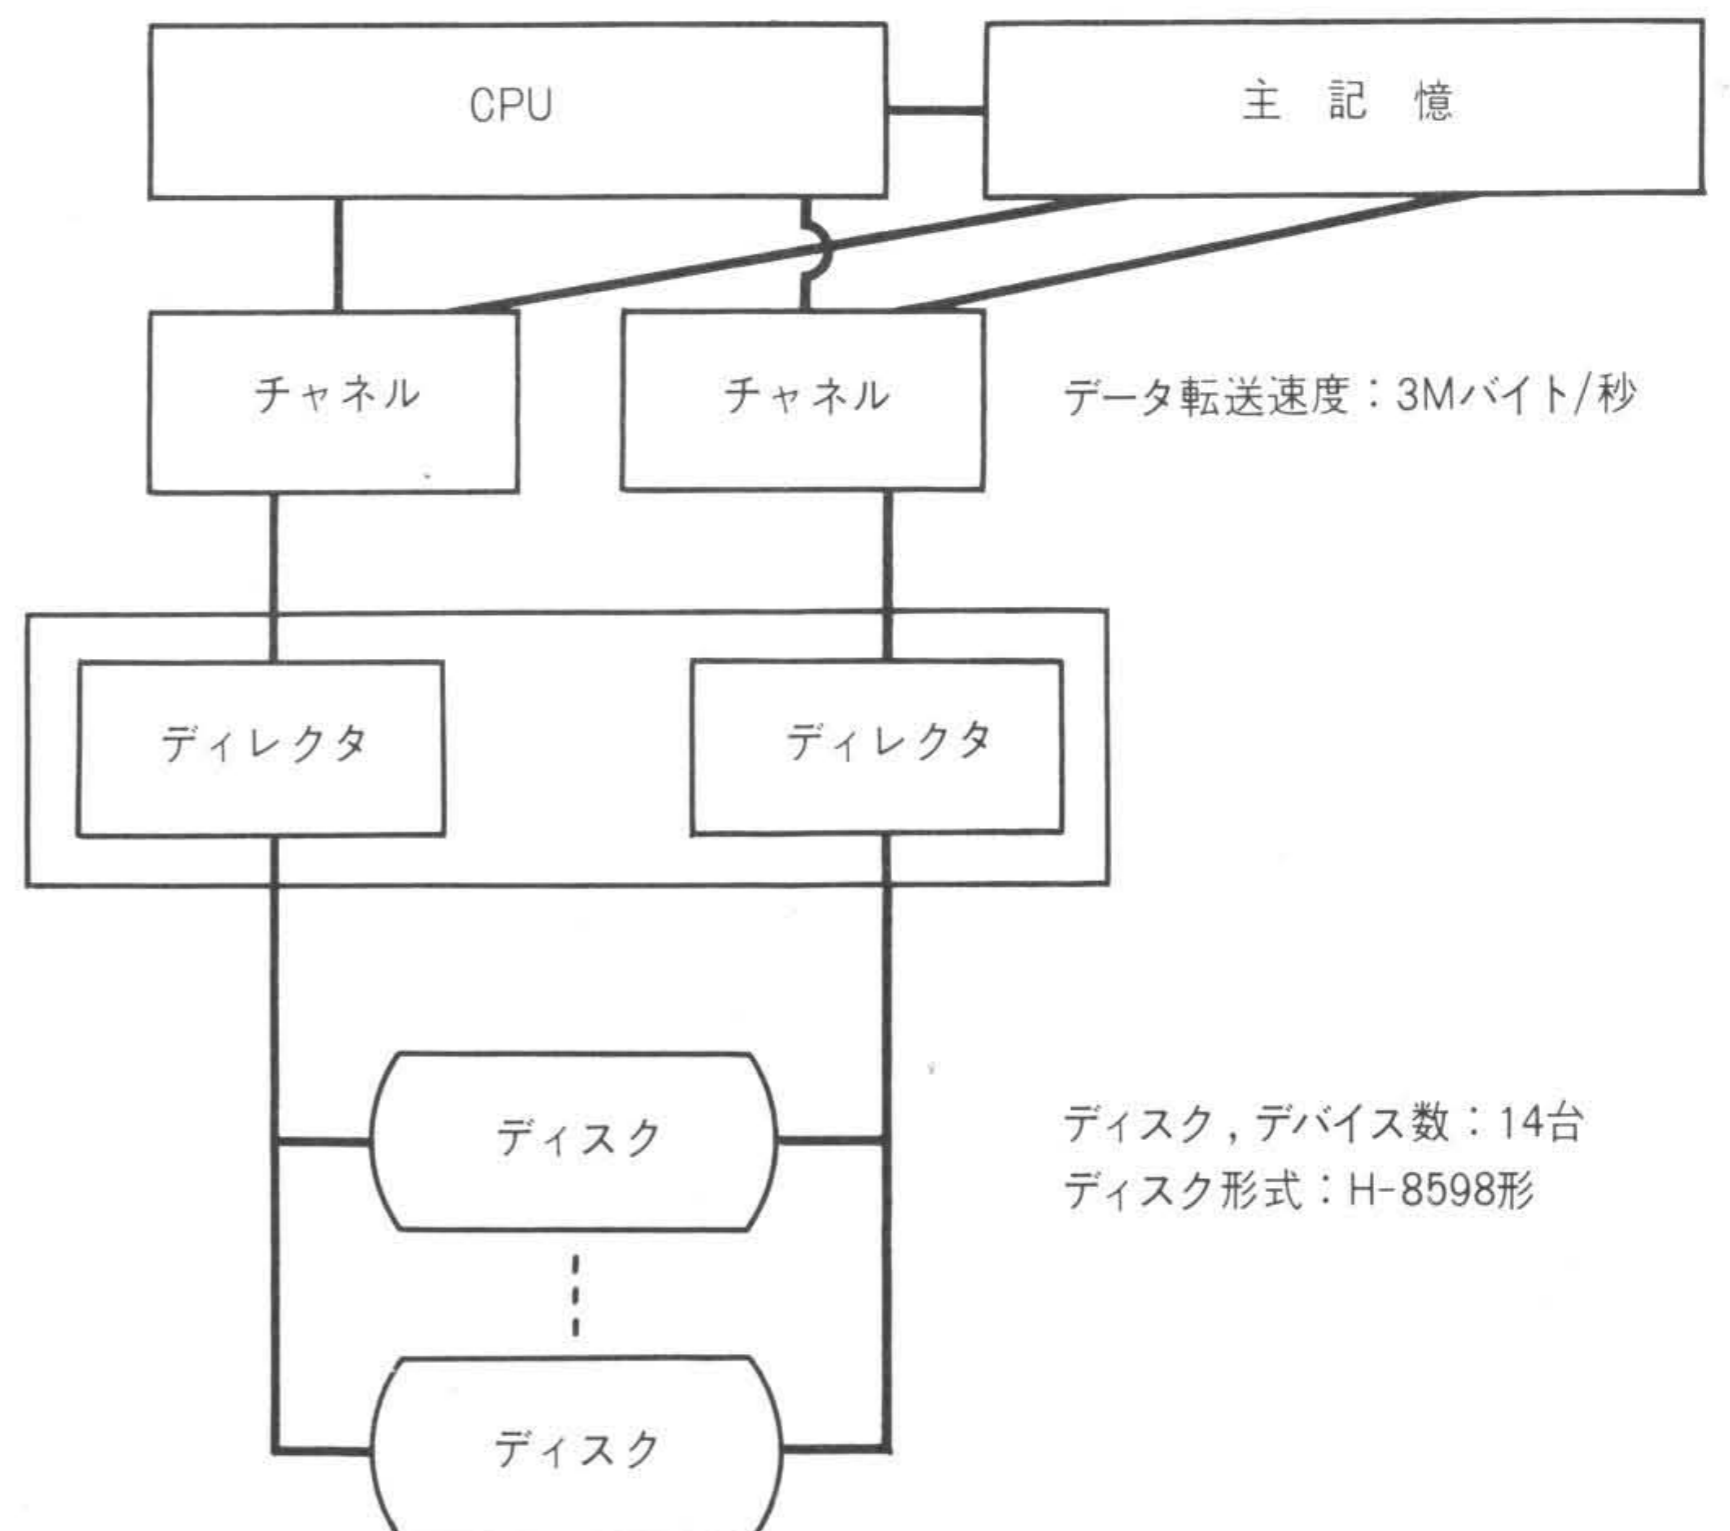 CPU
主記憶
チャネル
チャネル
データ転送速度：3Mバイト/秒
ディレクタ
ディレクタ
ディスク
ディスク，デバイス数：14台
ディスク形式：H-8598形
ディスク